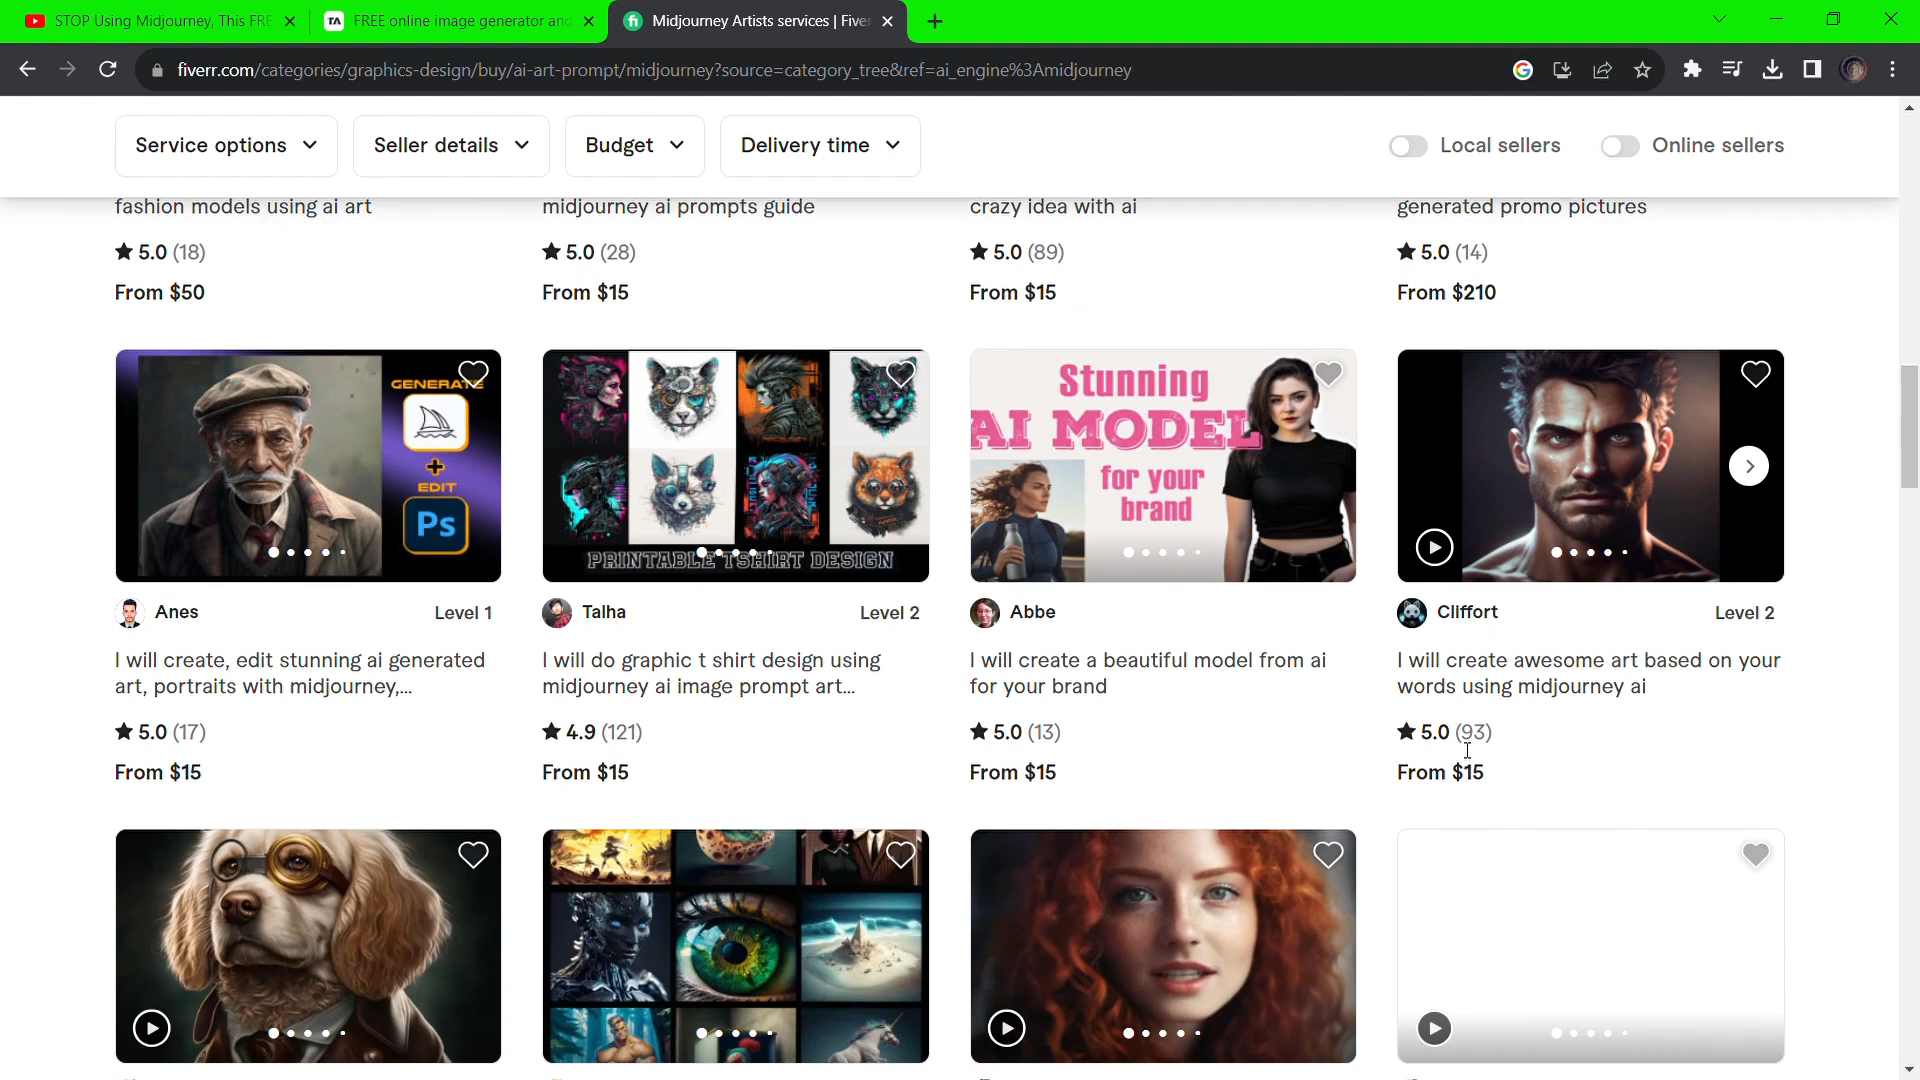 STOP Using Midjourney, This FRE
FREE online image generator and
Midjourney Artists services | Fiver
fiverr.com/categories/graphics-design/buy/ai-art-prompt/midjourney?source=category_tree&ref=ai_engine%3Amidjourney
Service options
Seller details
Budget
Delivery time
Local sellers
Online sellers
fashion models using ai art
midjourney ai prompts guide
crazy idea with ai
generated promo pictures
5.0 (18)
5.0 (28)
5.0 (89)
5.0 (14)
From $50
From $15
From $15
From $210
GENERATE
+
EDIT
Ps
PRINTABLE TSHIRT DESIGN
Stunning
AI MODEL
for your
brand
Anes
Level 1
Talha
Level 2
Abbe
Cliffort
Level 2
I will create, edit stunning ai generated
art, portraits with midjourney,...
I will do graphic t shirt design using
midjourney ai image prompt art...
I will create a beautiful model from ai
for your brand
I will create awesome art based on your
words using midjourney ai
5.0 (17)
4.9 (121)
5.0 (13)
5.0 (93)
From $15
From $15
From $15
From $15